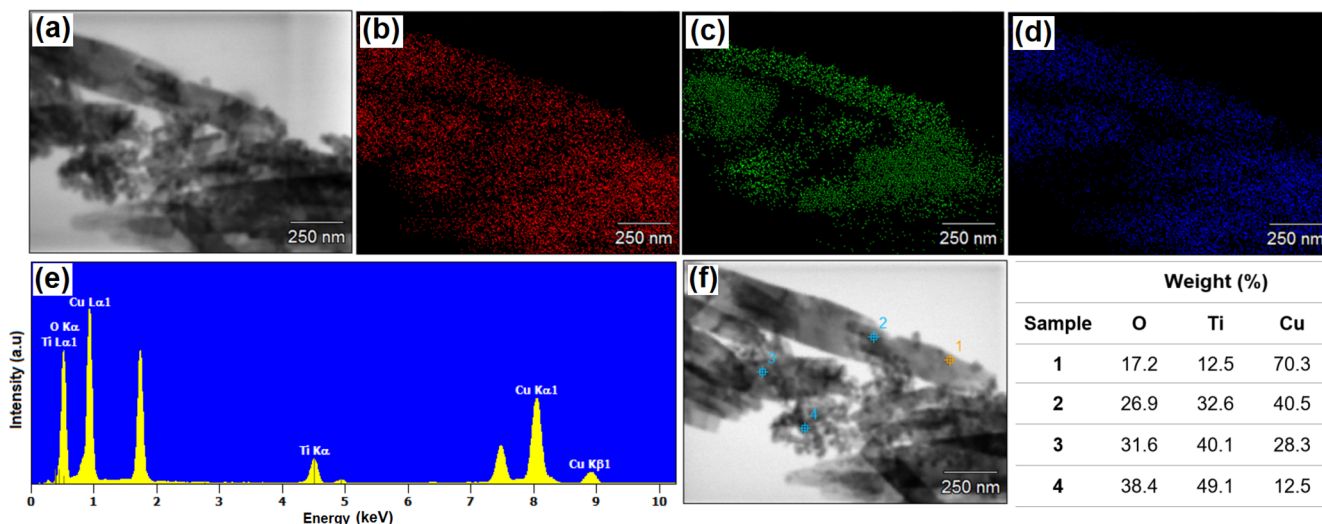 (a)
250 nm
(b)
250 nm
(c)
250 nm
(d)
250 nm
(e)
Cu Lα1
O Kα
Ti Lα1
Ti Kα
Cu Kα1
Cu Kβ1
Intensity (a.u)
0 1 2 3 4 5 6 7 8 9 10
Energy (keV)
(f)
1
2
3
4
250 nm
Weight (%)
Sample O Ti Cu
1 17.2 12.5 70.3
2 26.9 32.6 40.5
3 31.6 40.1 28.3
4 38.4 49.1 12.5